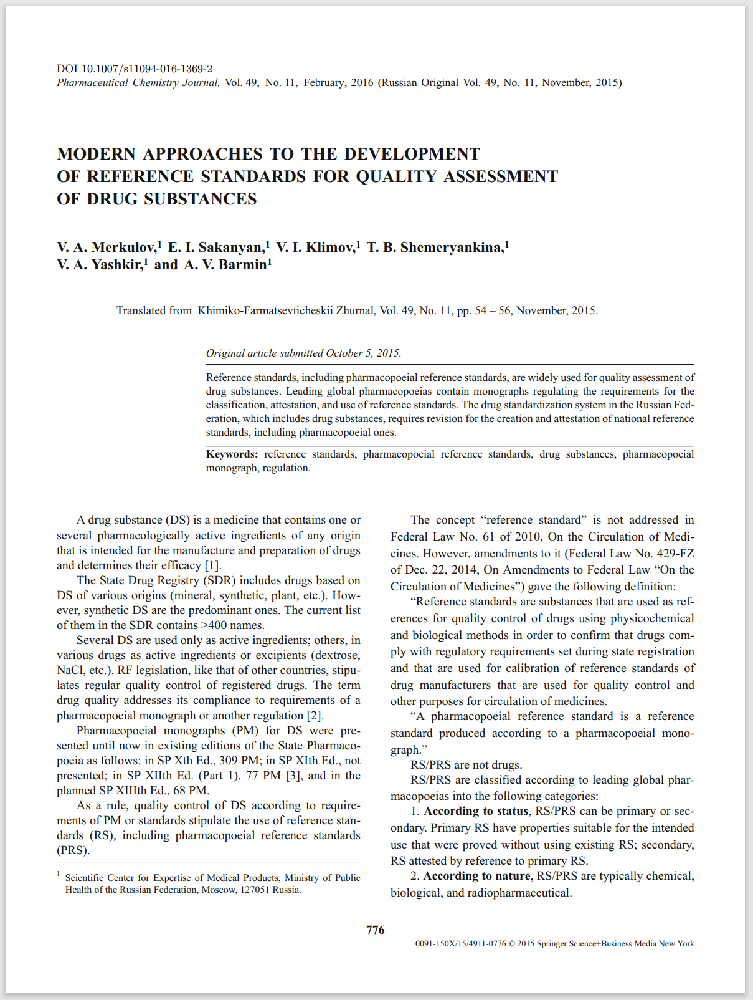 DOI 10.1007/s11094-016-1369-2
Pharmaceutical Chemistry Journal, Vol. 49, No. 11, February, 2016 (Russian Original Vol. 49, No. 11, November, 2015)
MODERN APPROACHES TO THE DEVELOPMENT
OF REFERENCE STANDARDS FOR QUALITY ASSESSMENT
OF DRUG SUBSTANCES
V. A. Merkulov,1 E. I. Sakanyan,1 V. I. Klimov,1 T. B. Shemeryankina,1
V. A. Yashkir,1 and A. V. Barmin1
Translated from Khimiko-Farmatsevticheskii Zhurnal, Vol. 49, No. 11, pp. 54 – 56, November, 2015.
Original article submitted October 5, 2015.
Reference standards, including pharmacopoeial reference standards, are widely used for quality assessment of
drug substances. Leading global pharmacopoeias contain monographs regulating the requirements for the
classification, attestation, and use of reference standards. The drug standardization system in the Russian Fed-
eration, which includes drug substances, requires revision for the creation and attestation of national reference
standards, including pharmacopoeial ones.
Keywords: reference standards, pharmacopoeial reference standards, drug substances, pharmacopoeial
monograph, regulation.
A drug substance (DS) is a medicine that contains one or
several pharmacologically active ingredients of any origin
that is intended for the manufacture and preparation of drugs
and determines their efficacy [1].
The State Drug Registry (SDR) includes drugs based on
DS of various origins (mineral, synthetic, plant, etc.). How-
ever, synthetic DS are the predominant ones. The current list
of them in the SDR contains >400 names.
Several DS are used only as active ingredients; others, in
various drugs as active ingredients or excipients (dextrose,
NaCl, etc.). RF legislation, like that of other countries, stipu-
lates regular quality control of registered drugs. The term
drug quality addresses its compliance to requirements of a
pharmacopoeial monograph or another regulation [2].
Pharmacopoeial monographs (PM) for DS were pre-
sented until now in existing editions of the State Pharmaco-
poeia as follows: in SP Xth Ed., 309 PM; in SP XIth Ed., not
presented; in SP XIIth Ed. (Part 1), 77 PM [3], and in the
planned SP XIIIth Ed., 68 PM.
As a rule, quality control of DS according to require-
ments of PM or standards stipulate the use of reference stan-
dards (RS), including pharmacopoeial reference standards
(PRS).
1 Scientific Center for Expertise of Medical Products, Ministry of Public
Health of the Russian Federation, Moscow, 127051 Russia.
The concept “reference standard” is not addressed in
Federal Law No. 61 of 2010, On the Circulation of Medi-
cines. However, amendments to it (Federal Law No. 429-FZ
of Dec. 22, 2014, On Amendments to Federal Law “On the
Circulation of Medicines”) gave the following definition:
“Reference standards are substances that are used as ref-
erences for quality control of drugs using physicochemical
and biological methods in order to confirm that drugs com-
ply with regulatory requirements set during state registration
and that are used for calibration of reference standards of
drug manufacturers that are used for quality control and
other purposes for circulation of medicines.
“A pharmacopoeial reference standard is a reference
standard produced according to a pharmacopoeial mono-
graph.”
RS/PRS are not drugs.
RS/PRS are classified according to leading global phar-
macopoeias into the following categories:
1. According to status, RS/PRS can be primary or sec-
ondary. Primary RS have properties suitable for the intended
use that were proved without using existing RS; secondary,
RS attested by reference to primary RS.
2. According to nature, RS/PRS are typically chemical,
biological, and radiopharmaceutical.
776
0091-150X/15/4911-0776 © 2015 Springer Science+Business Media New York